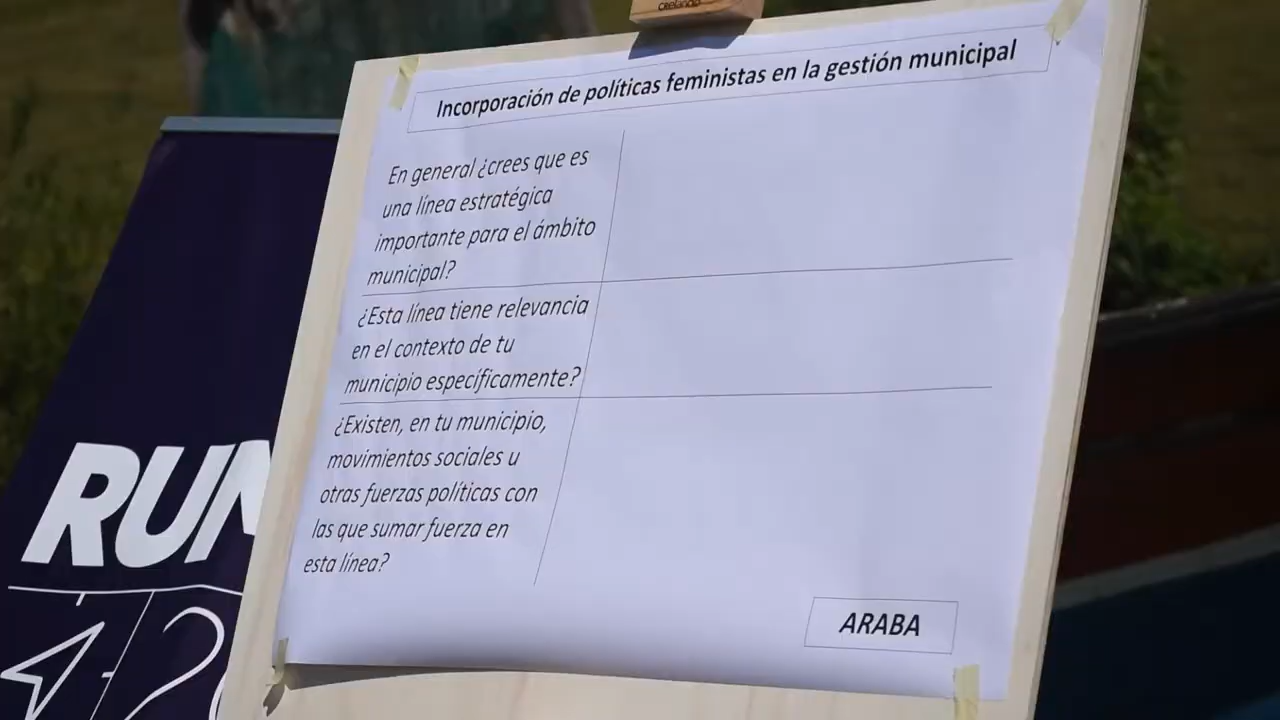 Incorporación de políticas feministas en la gestión municipal
En general ¿crees que es
una línea estratégica
importante para el ámbito
municipal?
¿Esta línea tiene relevancia
en el contexto de tu
municipio específicamente?
¿Existen, en tu municipio,
movimientos sociales u
otras fuerzas políticas con
las que sumar fuerza en
esta línea?
ARABA